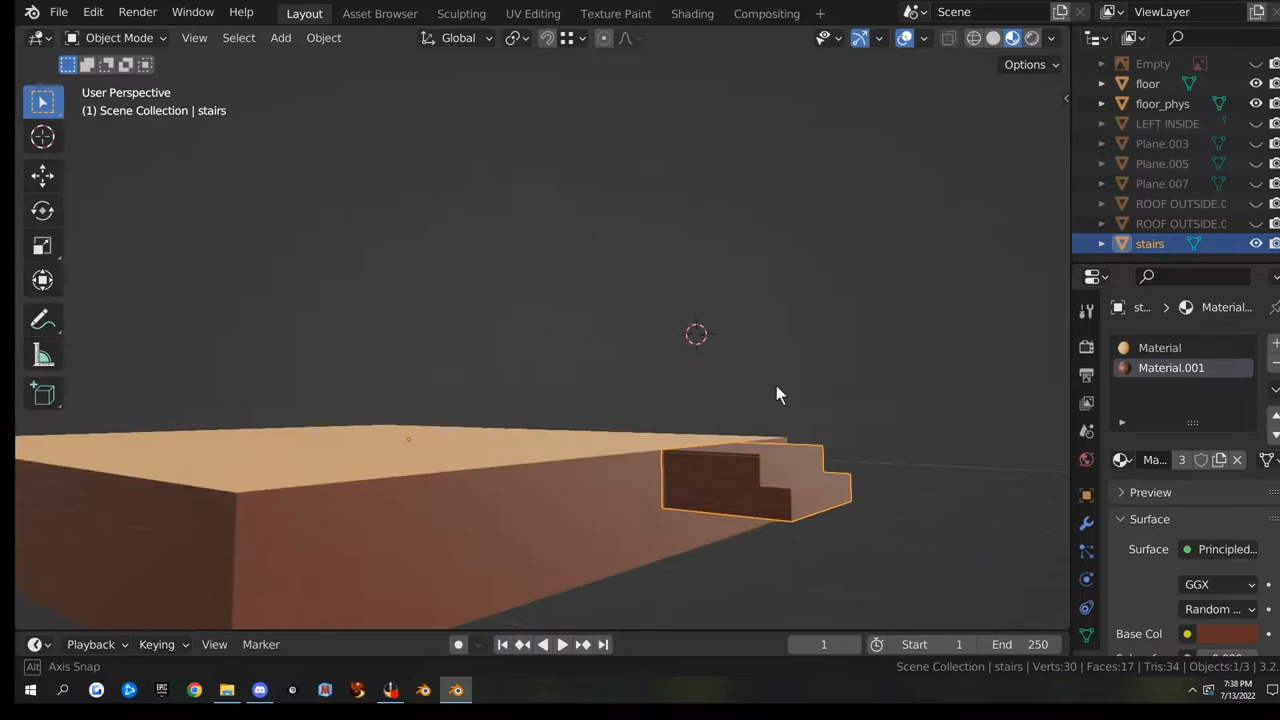 File Edit Render Window Help Layout Asset Browser Sculpting UV Editing Texture Paint Shading Compositing Scene ViewLayer
Object Mode View Select Add Object Global
Options
User Perspective
(1) Scene Collection | stairs
Empty
floor
floor_phys
LEFT INSIDE
Plane.003
Plane.005
Plane.007
ROOF OUTSIDE.0
ROOF OUTSIDE.0
stairs
st... Material...
Material
Material.001
Ma... 3
Preview
Surface
Surface Principled...
GGX
Random ...
Base Col
Playback Keying View Marker 1 Start 1 End 250
Alt Axis Snap Scene Collection | stairs | Verts:30 | Faces:17 | Tris:34 | Objects:1/3 | 3.2.
7:38 PM
7/13/2022